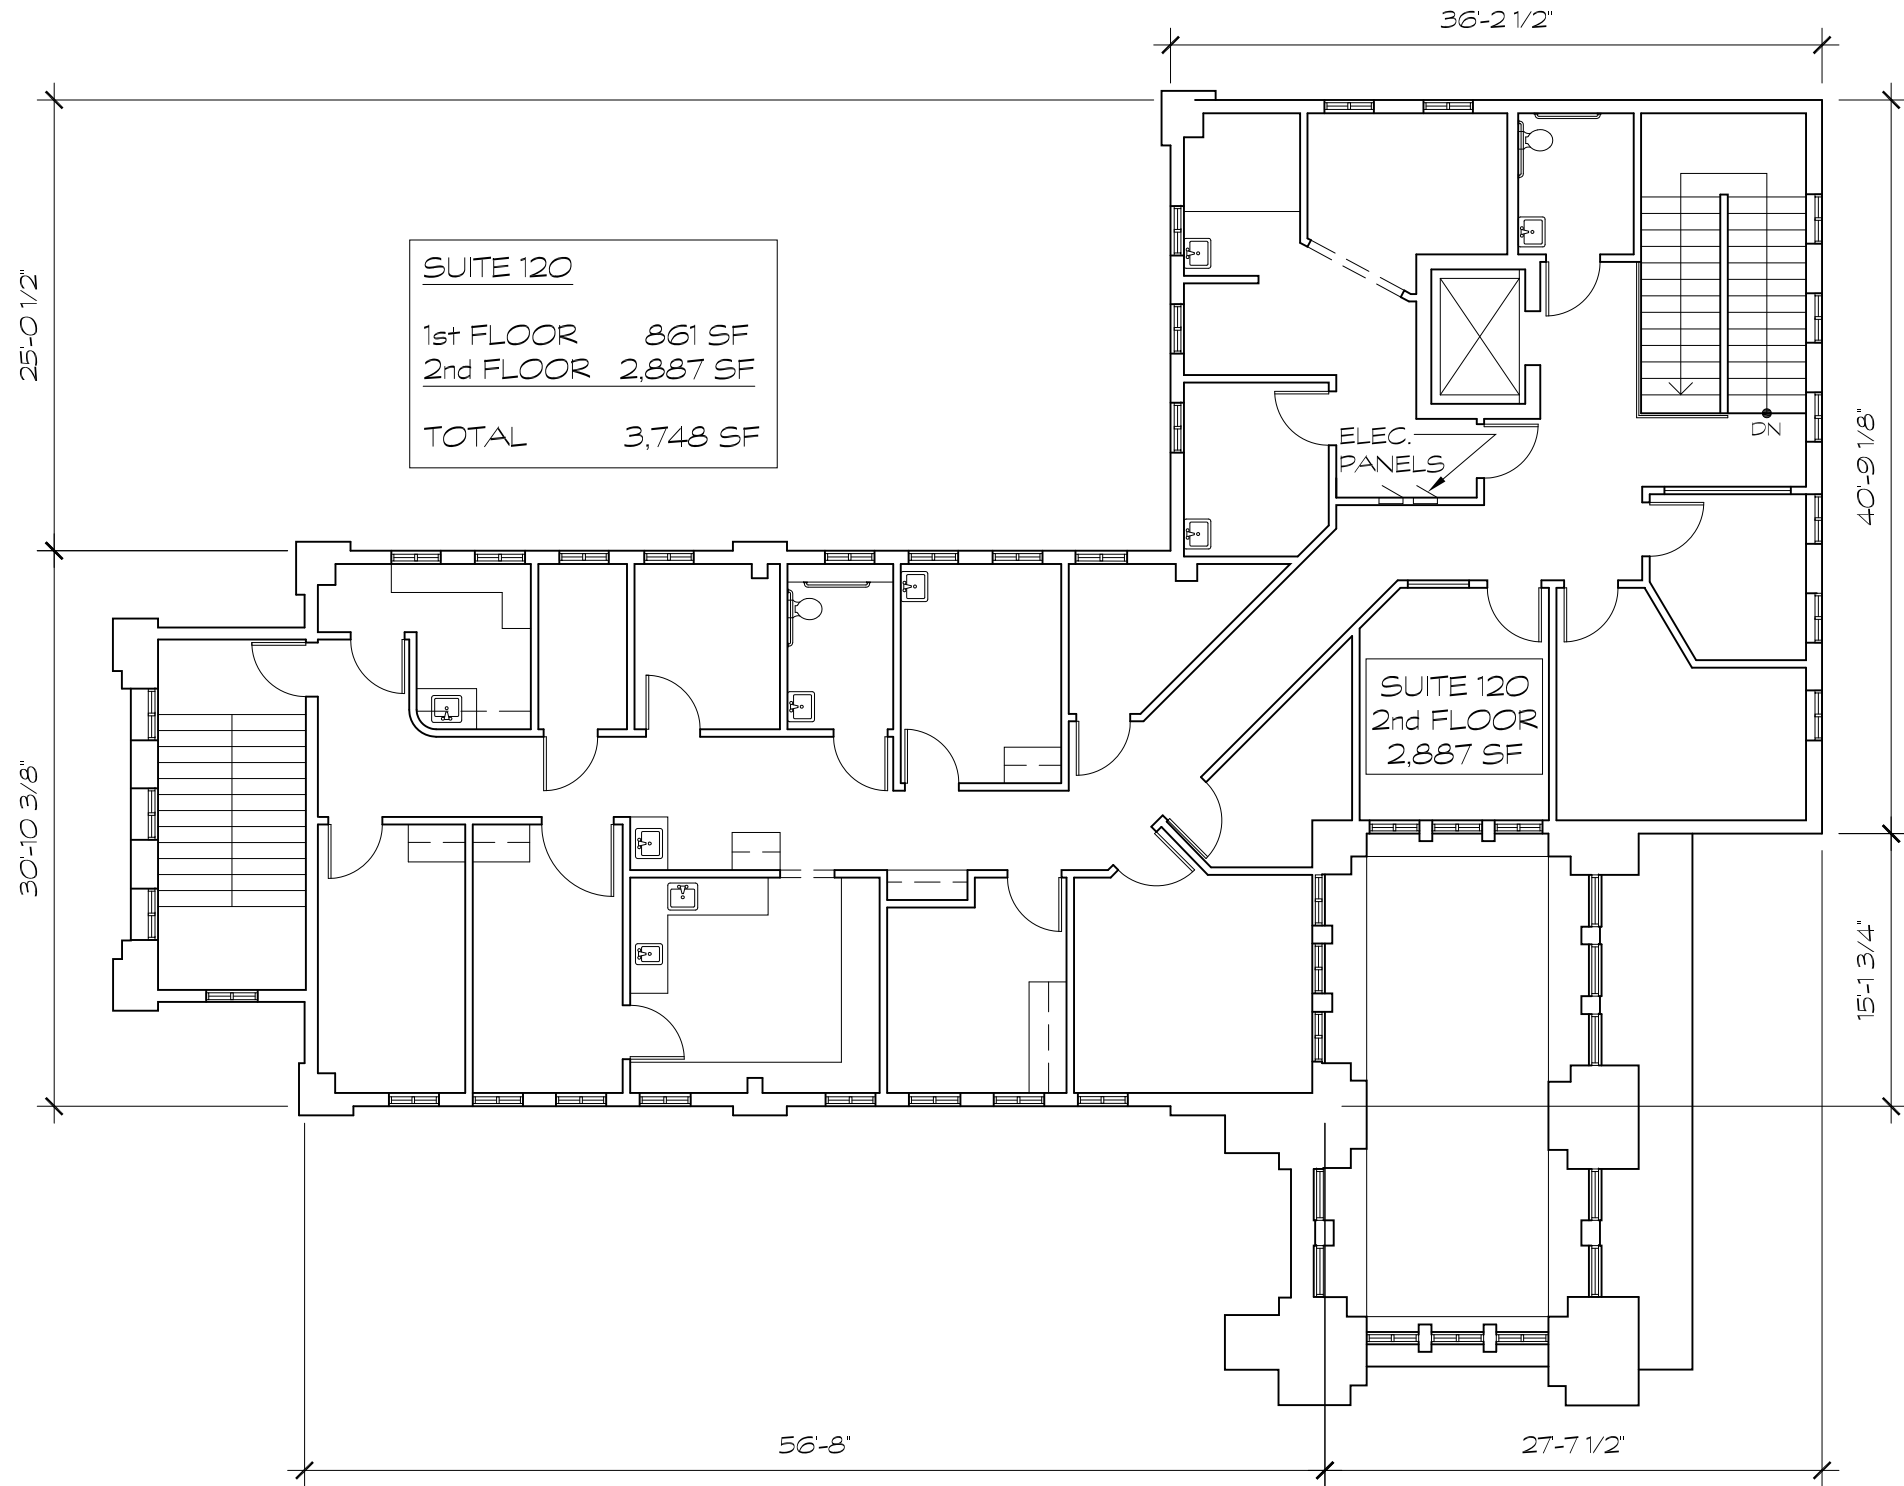 36'-2 1/2"
SUITE 120
1st FLOOR 861 SF
2nd FLOOR 2,887 SF
TOTAL 3,748 SF
25'-0 1/2"
40'-9 1/8"
DN
ELEC.
PANELS
SUITE 120
2nd FLOOR
2,887 SF
30'-10 3/8"
15'-1 3/4"
56'-8"
27'-7 1/2"